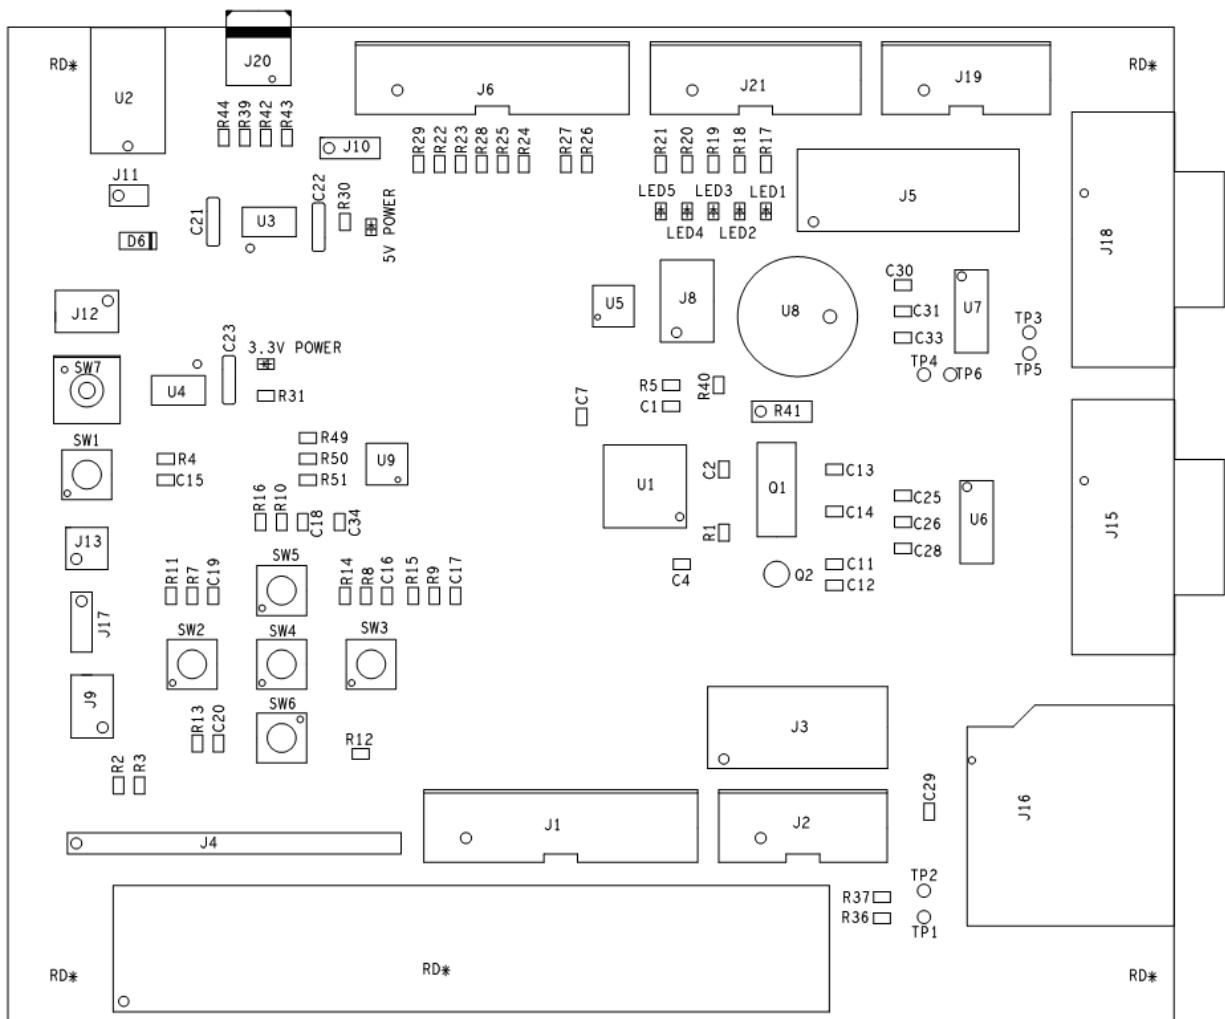 RD*
U2
J20
J6
J21
J19
RD*
R44
R39
R42
R43
J10
R29
R22
R23
R28
R25
R24
R27
R26
R21
R20
R19
R18
R17
J11
C21
U3
C22
R30
5V POWER
LED5
LED3
LED1
LED4
LED2
J5
J18
D6
J12
U5
J8
U8
C30
C31
C33
U7
TP3
TP5
TP4
TP6
SW7
U4
C23
3.3V POWER
R31
C7
R5
C1
R40
R41
SW1
R4
C15
R49
R50
R51
U9
U1
C2
Q1
C13
C14
C25
C26
C28
U6
J15
R16
R10
C18
C34
R1
J13
R11
R7
C19
SW5
R14
R8
C16
R15
R9
C17
C4
Q2
C11
C12
J17
SW2
SW4
SW3
J9
R13
C20
SW6
R12
J3
R2
R3
C29
J16
J4
J1
J2
TP2
R37
R36
TP1
RD*
RD*
RD*